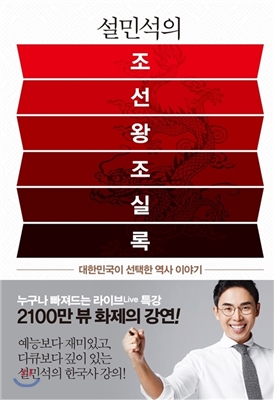 설민석의
조
선
왕
조
실
록
대한민국이 선택한 역사 이야기
누구나 빠져드는 라이브Live 특강
2100만 뷰 화제의 강연!
예능보다 재미있고,
다큐보다 깊이 있는
설민석의 한국사 강의!